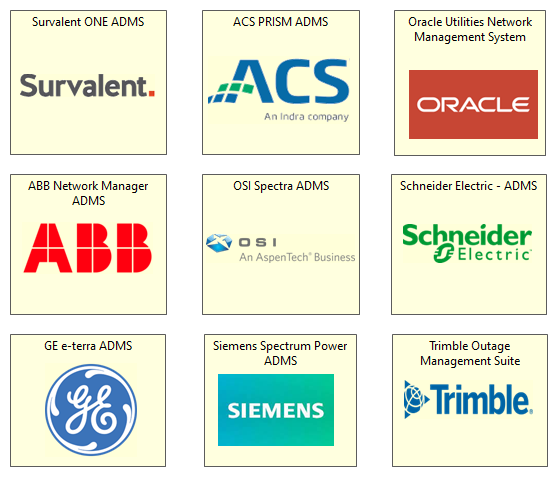 Survalent ONE ADMS
Survalent.
ACS PRISM ADMS
ACS
An Indra company
Oracle Utilities Network
Management System
ORACLE
ABB Network Manager
ADMS
ABB
OSI Spectra ADMS
OSI
An AspenTech® Business
Schneider Electric - ADMS
Schneider
Electric
GE e-terra ADMS
GE
Siemens Spectrum Power
ADMS
SIEMENS
Trimble Outage
Management Suite
Trimble®